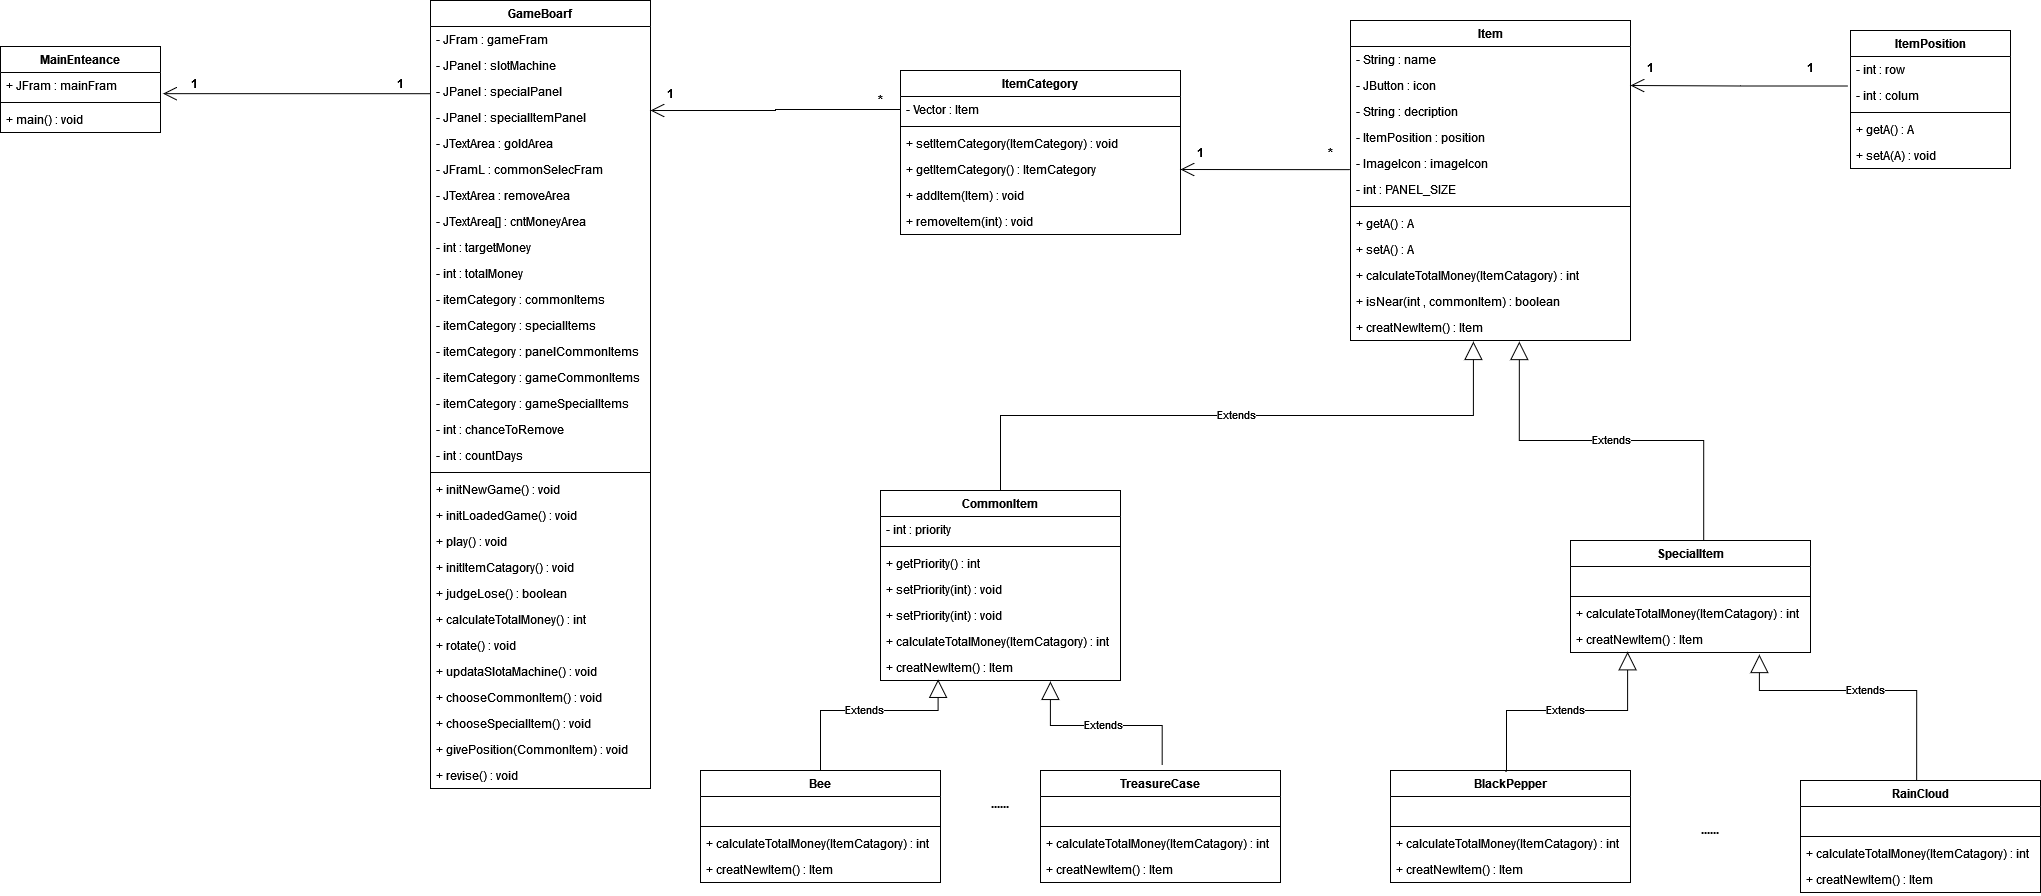 MainEnteance
+ JFram : mainFram
+ main() : void
1
1
GameBoarf
- JFram : gameFram
- JPanel : slotMachine
- JPanel : specialPanel
- JPanel : specialItemPanel
- JTextArea : goldArea
- JFramL : commonSelecFram
- JTextArea : removeArea
- JTextArea[] : cntMoneyArea
- int : targetMoney
- int : totalMoney
- itemCategory : commonItems
- itemCategory : specialItems
- itemCategory : panelCommonItems
- itemCategory : gameCommonItems
- itemCategory : gameSpecialItems
- int : chanceToRemove
- int : countDays
+ initNewGame() : void
+ initLoadedGame() : void
+ play() : void
+ initItemCatagory() : void
+ judgeLose() : boolean
+ calculateTotalMoney() : int
+ rotate() : void
+ updataSlotaMachine() : void
+ chooseCommonItem() : void
+ chooseSpecialItem() : void
+ givePosition(CommonItem) : void
+ revise() : void
1
*
ItemCategory
- Vector : Item
+ setItemCategory(ItemCategory) : void
+ getItemCategory() : ItemCategory
+ addItem(Item) : void
+ removeItem(int) : void
1
*
Item
- String : name
- JButton : icon
- String : decription
- ItemPosition : position
- ImageIcon : imageIcon
- int : PANEL_SIZE
+ getA() : A
+ setA() : A
+ calculateTotalMoney(ItemCatagory) : int
+ isNear(int , commonItem) : boolean
+ creatNewItem() : Item
1
1
ItemPosition
- int : row
- int : colum
+ getA() : A
+ setA(A) : void
Extends
Extends
CommonItem
- int : priority
+ getPriority() : int
+ setPriority(int) : void
+ setPriority(int) : void
+ calculateTotalMoney(ItemCatagory) : int
+ creatNewItem() : Item
SpecialItem
+ calculateTotalMoney(ItemCatagory) : int
+ creatNewItem() : Item
Extends
Extends
Extends
Extends
Bee
+ calculateTotalMoney(ItemCatagory) : int
+ creatNewItem() : Item
......
TreasureCase
+ calculateTotalMoney(ItemCatagory) : int
+ creatNewItem() : Item
BlackPepper
+ calculateTotalMoney(ItemCatagory) : int
+ creatNewItem() : Item
......
RainCloud
+ calculateTotalMoney(ItemCatagory) : int
+ creatNewItem() : Item